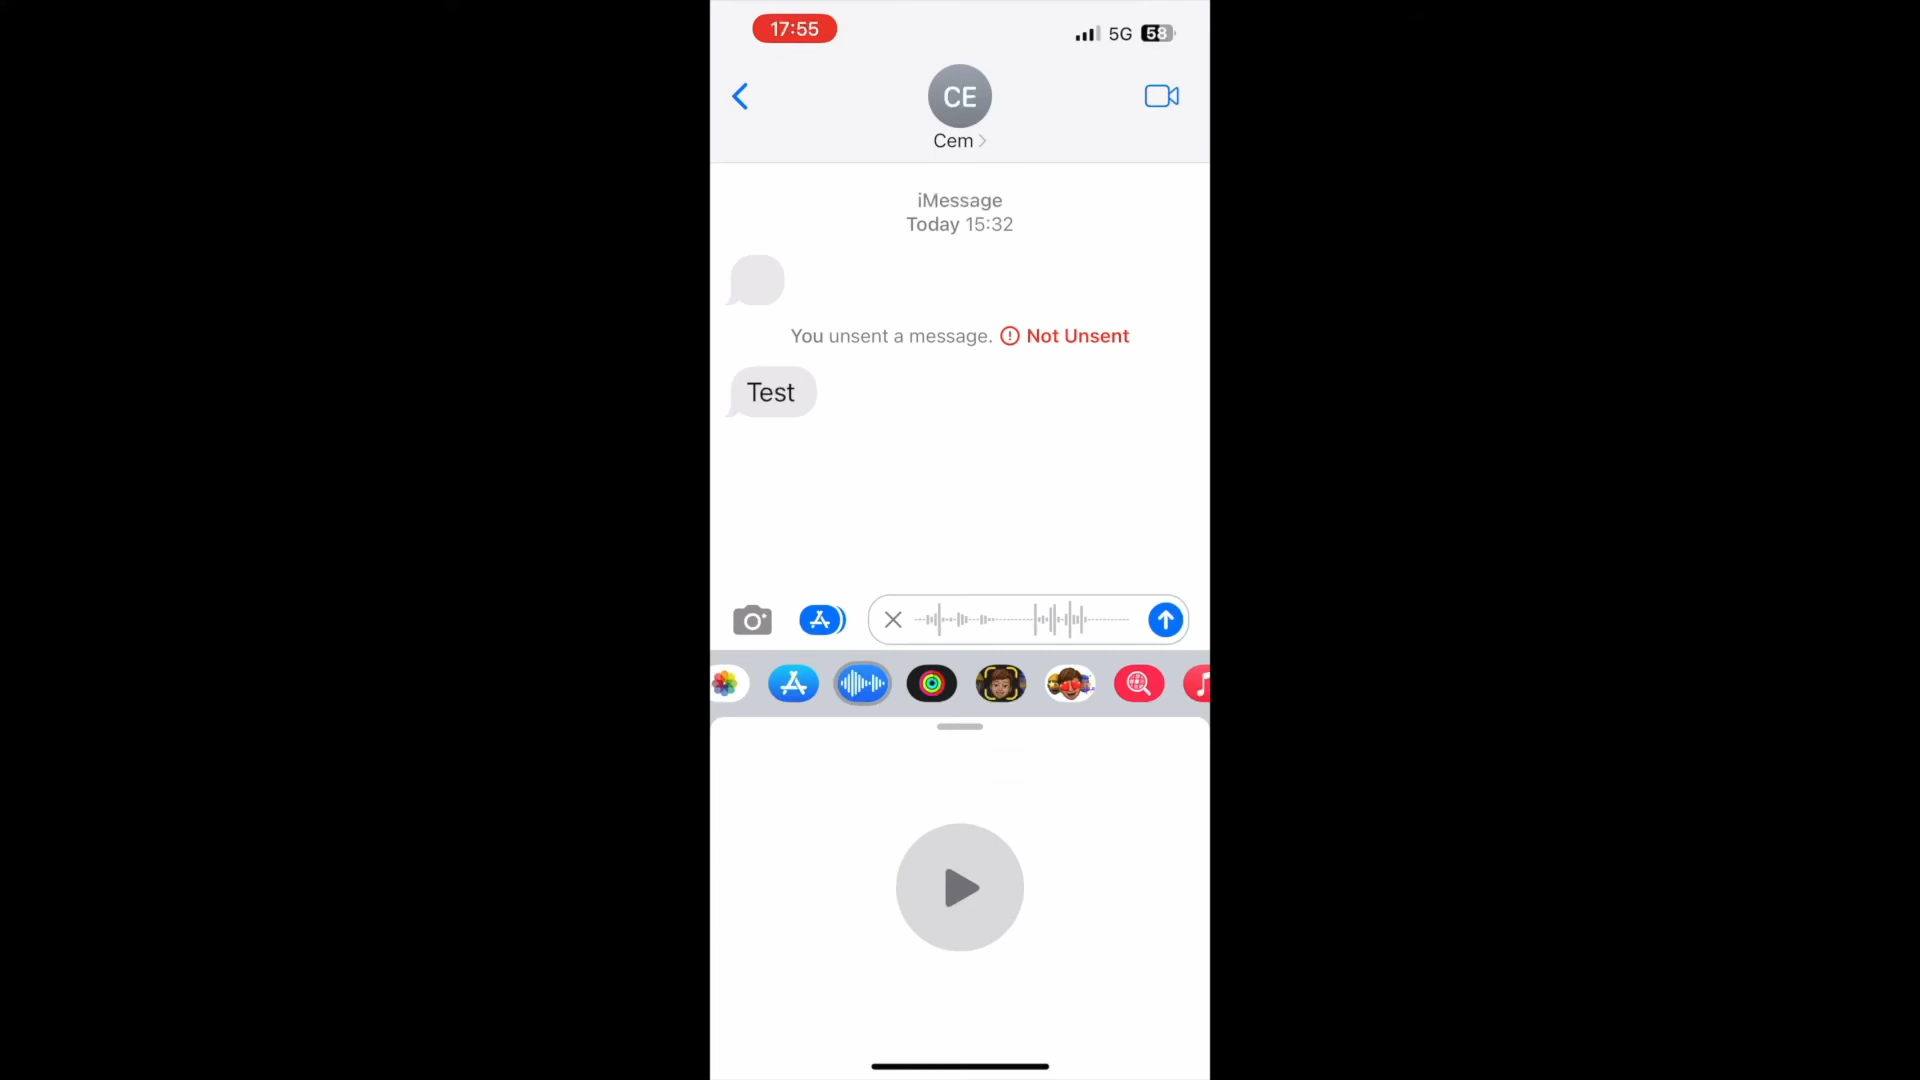 17:55
5G 58
CE
Cem
iMessage
Today 15:32
You unsent a message. Not Unsent
Test